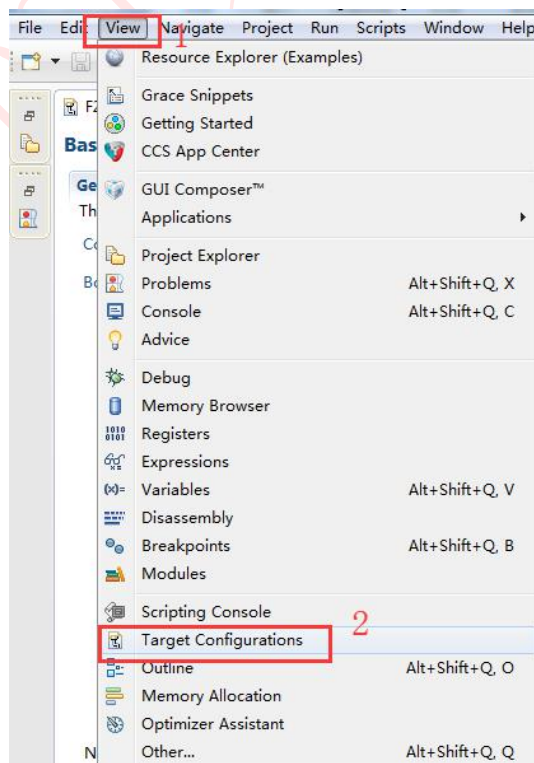 File Edit View Navigate Project Run Scripts Window Help
1
Resource Explorer (Examples)
Grace Snippets
Getting Started
Bas
CCS App Center
Ge
GUI Composer™
Th
Applications
Project Explorer
Problems Alt+Shift+Q, X
Console Alt+Shift+Q, C
Advice
Debug
Memory Browser
Registers
Expressions
(x)= Variables Alt+Shift+Q, V
Disassembly
Breakpoints Alt+Shift+Q, B
Modules
Scripting Console
2
Target Configurations
Outline Alt+Shift+Q, O
Memory Allocation
Optimizer Assistant
N
Other... Alt+Shift+Q, Q